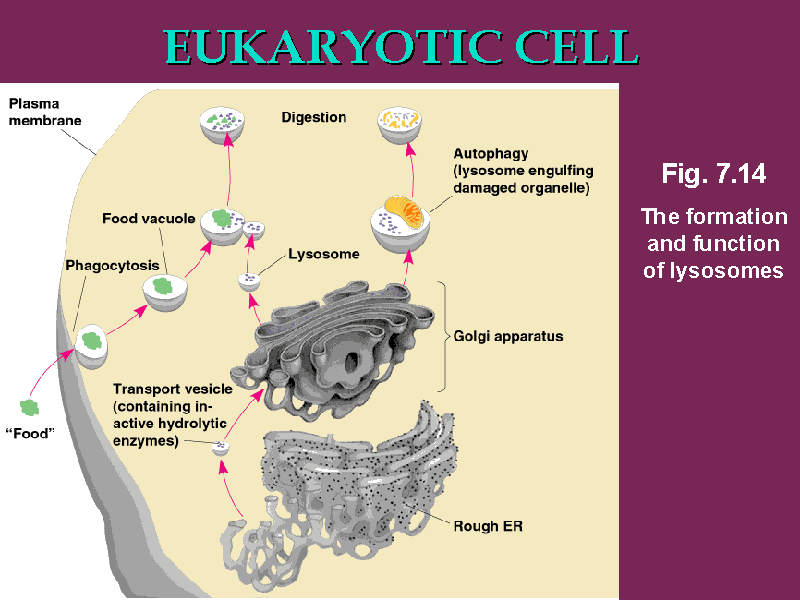 EUKARYOTIC CELL
Plasma
membrane
Digestion
Autophagy
(lysosome engulfing
damaged organelle)
Fig. 7.14
The formation
and function
of lysosomes
Food vacuole
Phagocytosis
Lysosome
Golgi apparatus
Transport vesicle
(containing in-
active hydrolytic
enzymes)
“Food”
Rough ER